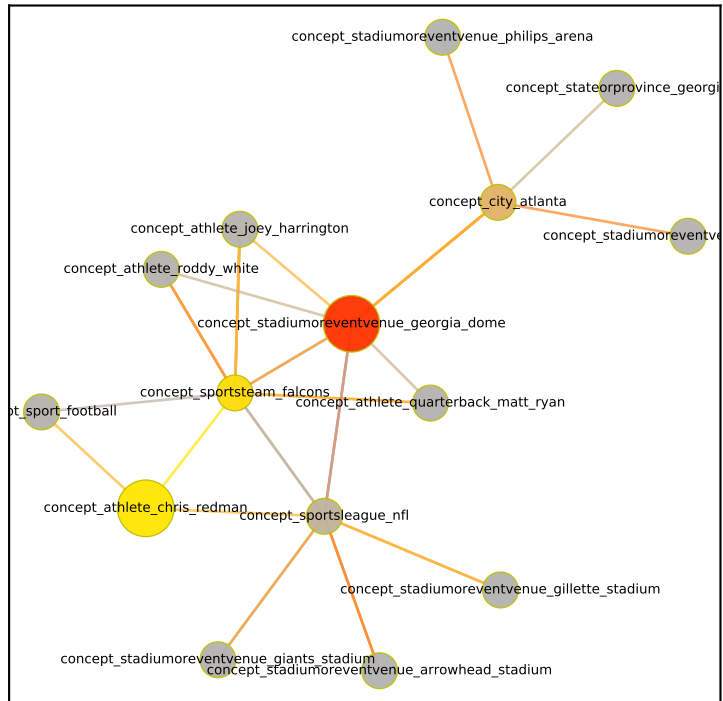 concept_stadiumoreventvenue_philips_arena
concept_stateorprovince_georgi
concept_city_atlanta
concept_athlete_joey_harrington
concept_stadiumoreventve
concept_athlete_roddy_white
concept_stadiumoreventvenue_georgia_dome
concept_sportsteam_falcons
concept_athlete_quarterback_matt_ryan
pt_sport_football
concept_athlete_chris_redman
concept_sportsleague_nfl
concept_stadiumoreventvenue_gillette_stadium
concept_stadiumoreventvenue_giants_stadium
concept_stadiumoreventvenue_arrowhead_stadium